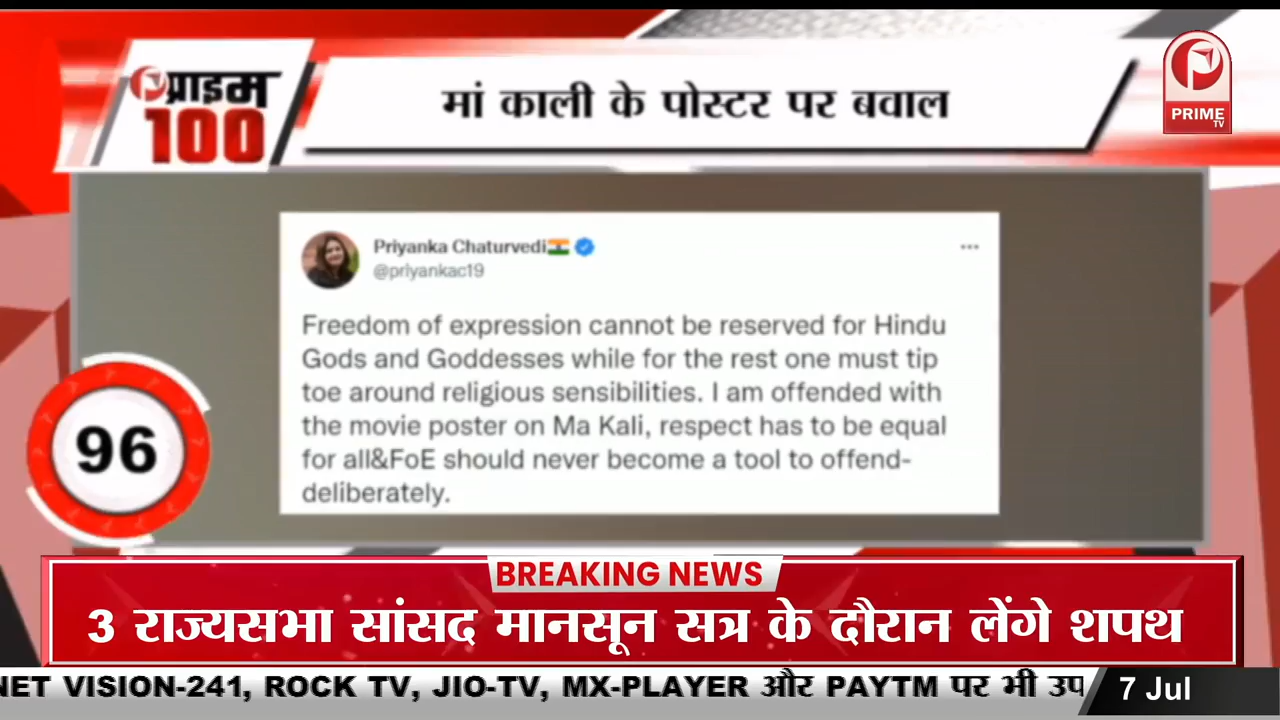 प्राइम
100
मां काली के पोस्टर पर बवाल
PRIME
TV
Priyanka Chaturvedi
@priyankac19
Freedom of expression cannot be reserved for Hindu
Gods and Goddesses while for the rest one must tip
toe around religious sensibilities. I am offended with
the movie poster on Ma Kali, respect has to be equal
for all&FoE should never become a tool to offend-
deliberately.
96
BREAKING NEWS
3 राज्यसभा सांसद मानसून सत्र के दौरान लेंगे शपथ
NET VISION-241, ROCK TV, JIO-TV, MX-PLAYER और PAYTM पर भी उप
7 Jul